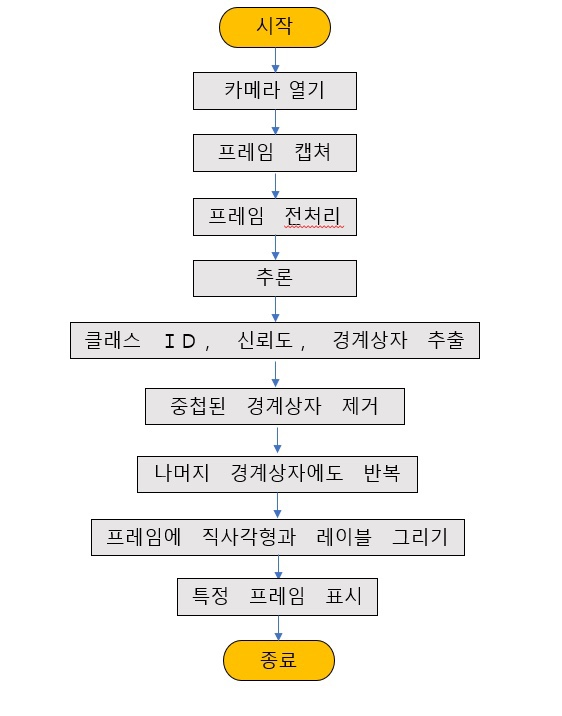 시작
카메라 열기
프레임 캡쳐
프레임 전처리
추론
클래스 ID, 신뢰도, 경계상자 추출
중첩된 경계상자 제거
나머지 경계상자에도 반복
프레임에 직사각형과 레이블 그리기
특정 프레임 표시
종료